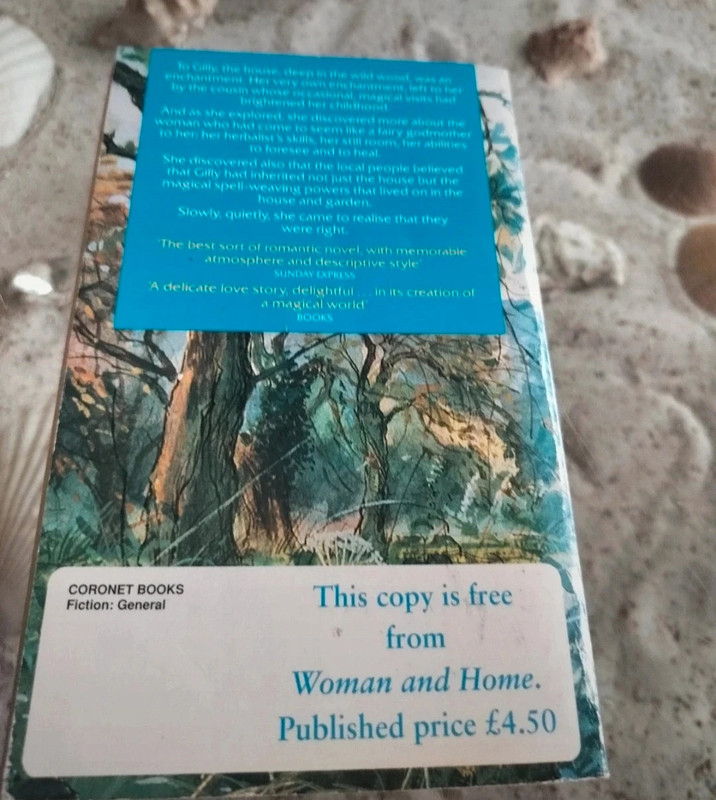 To Gilly, the house, deep in the wild wood, was an
enchantment. Her very own enchantment, left to her
by the cousin whose occasional, magical visits had
brightened her childhood.
And as she explored, she discovered more about the
woman who had come to seem like a fairy godmother
to her; her herbalist's skills, her still room, her abilities
to foresee and to heal.
She discovered also that the local people believed
that Gilly had inherited not just the house but the
magical spell-weaving powers that lived on in the
house and garden.
Slowly, quietly, she came to realise that they
were right.
'The best sort of romantic novel, with memorable
atmosphere and descriptive style'
SUNDAY EXPRESS
'A delicate love story, delightful ... in its creation of
a magical world'
BOOKS
CORONET BOOKS
Fiction: General
This copy is free
from
Woman and Home.
Published price £4.50